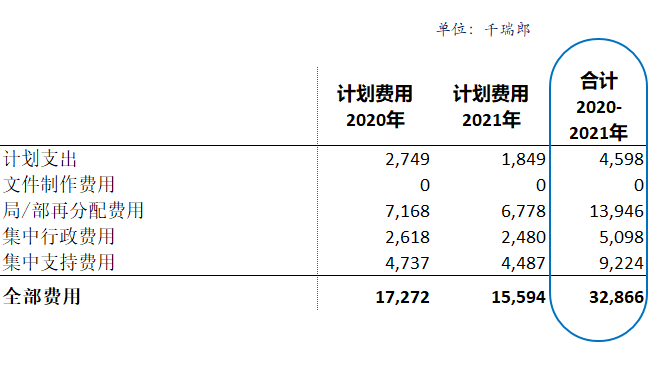 单位：千瑞郎
计划费用 2020年 计划费用 2021年 合计 2020-2021年
计划支出 2,749 1,849 4,598
文件制作费用 0 0 0
局/部再分配费用 7,168 6,778 13,946
集中行政费用 2,618 2,480 5,098
集中支持费用 4,737 4,487 9,224
全部费用 17,272 15,594 32,866